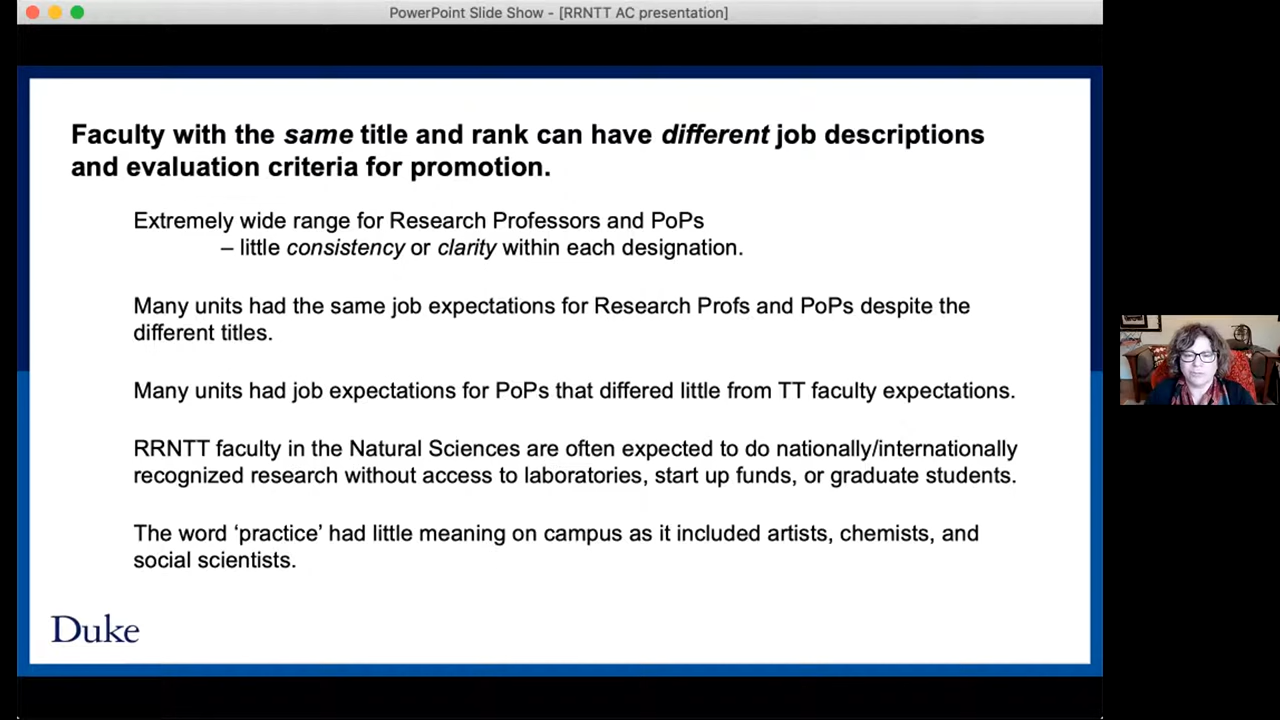 PowerPoint Slide Show - [RRNTT AC presentation]
Faculty with the same title and rank can have different job descriptions
and evaluation criteria for promotion.
Extremely wide range for Research Professors and PoPs
– little consistency or clarity within each designation.
Many units had the same job expectations for Research Profs and PoPs despite the
different titles.
Many units had job expectations for PoPs that differed little from TT faculty expectations.
RRNTT faculty in the Natural Sciences are often expected to do nationally/internationally
recognized research without access to laboratories, start up funds, or graduate students.
The word ‘practice’ had little meaning on campus as it included artists, chemists, and
social scientists.
Duke